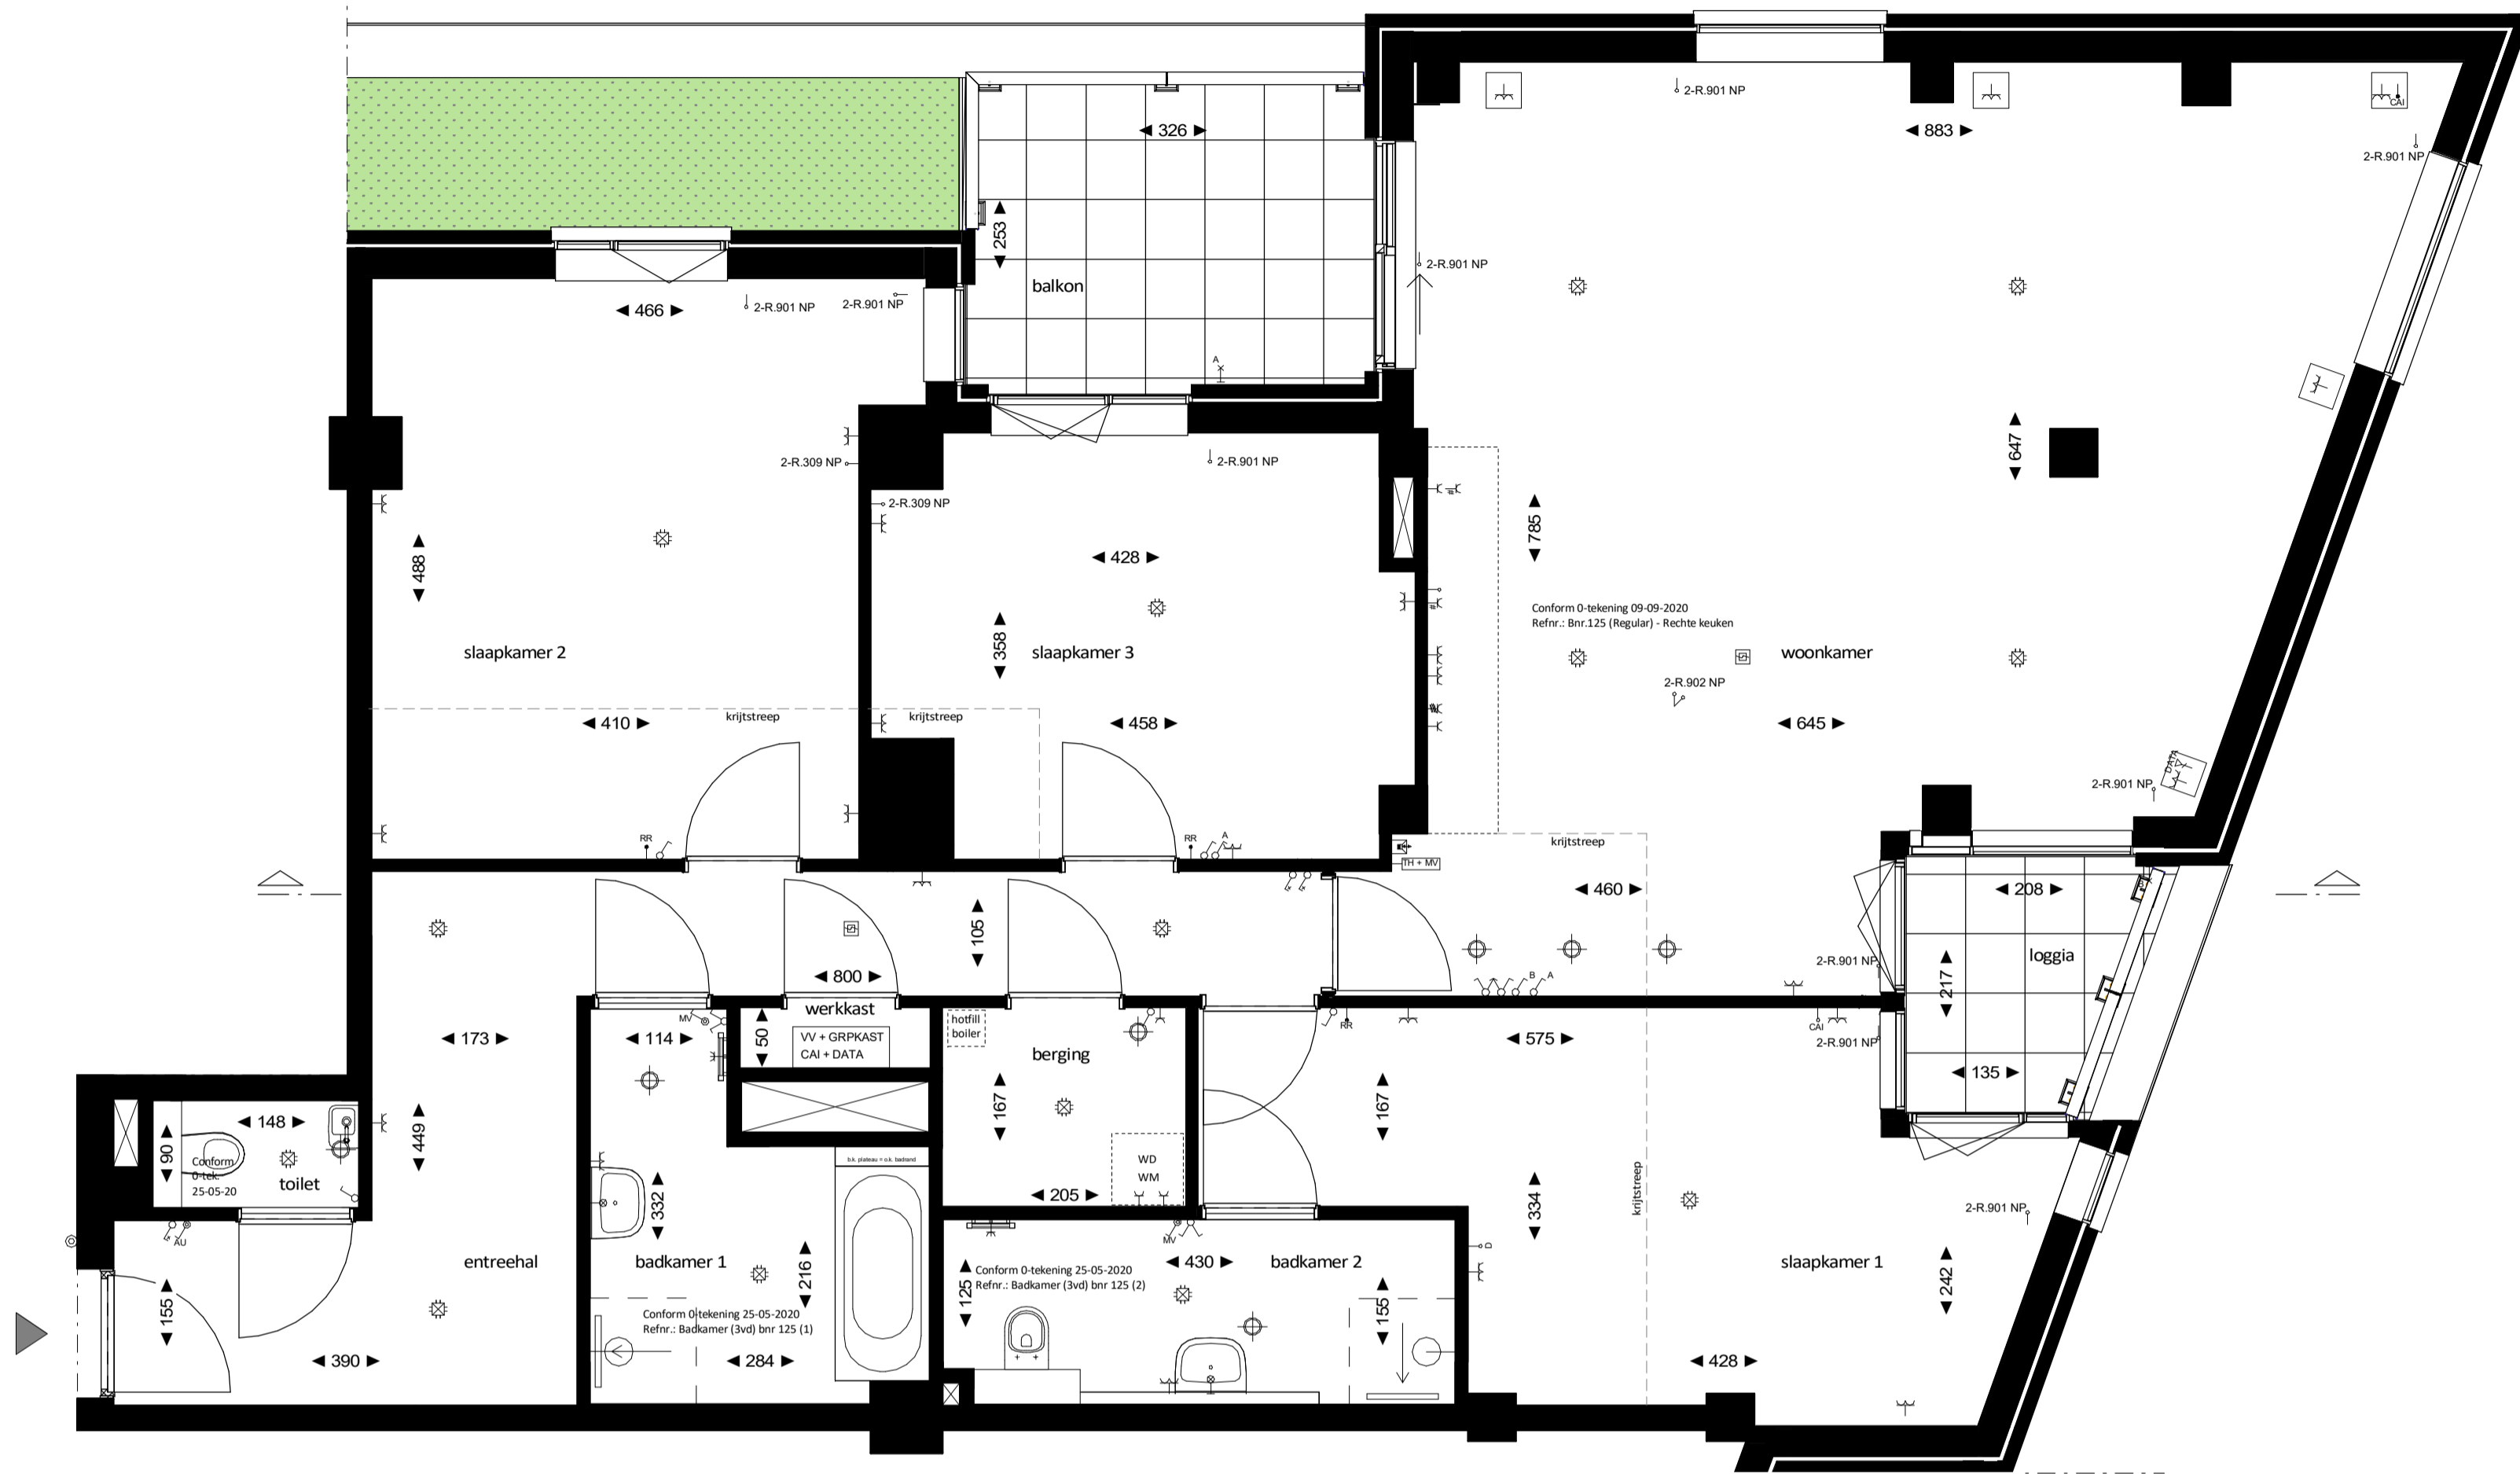 2-R.901 NP
CAI
326
883
2-R.901 NP
253
2-R.901 NP
balkon
466
2-R.901 NP
2-R.901 NP
A
2-R.309 NP
2-R.901 NP
647
2-R.309 NP
785
488
428
358
Conform 0-tekening 09-09-2020
Refnr.: Bnr.125 (Regular) - Rechte keuken
slaapkamer 2
slaapkamer 3
woonkamer
2-R.902 NP
krijtstreep
krijtstreep
410
458
645
DATA
2-R.901 NP
RR
RR
A
krijtstreep
TH + MV
460
208
105
800
loggia
2-R.901 NP
217
B
A
werkkast
MV
hotfill
boiler
RR
CAI
173
114
50
VV + GRPKAST
CAI + DATA
berging
575
2-R.901 NP
135
148
449
167
167
90
Conform
0-tek.
25-05-20
toilet
b.k. plateau = o.k. badrand
WD
WM
332
205
334
krijtstreep
2-R.901 NP
AU
MV
D
entreehal
badkamer 1
216
430
badkamer 2
slaapkamer 1
242
125
Conform 0-tekening 25-05-2020
Refnr.: Badkamer (3vd) bnr 125 (2)
155
155
Conform 0-tekening 25-05-2020
Refnr.: Badkamer (3vd) bnr 125 (1)
390
284
428